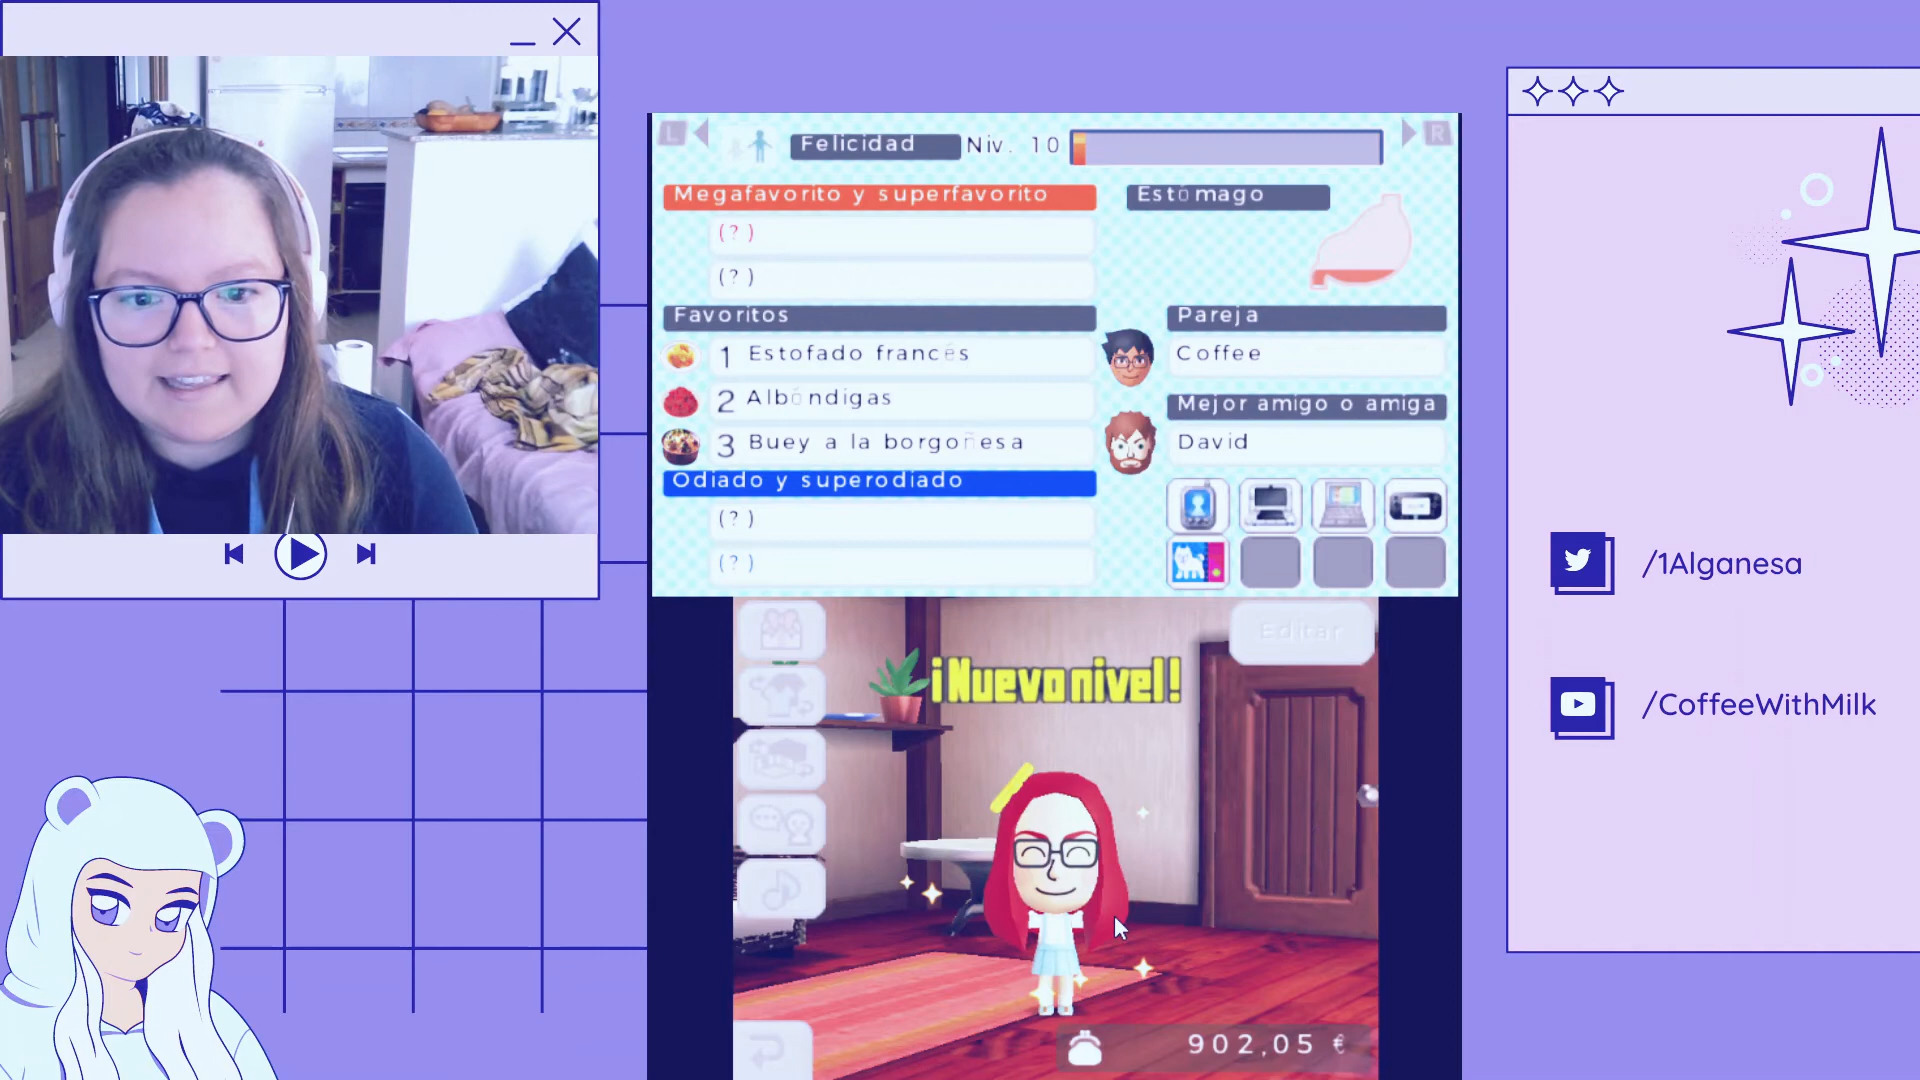 L
R
Felicidad
Niv. 10
Megafavorito y superfavorito
(?)
(?)
Favoritos
1 Estofado francés
2 Albóndigas
3 Buey a la borgoñesa
Odiado y superodiado
(?)
(?)
Estómago
Pareja
Coffee
Mejor amigo o amiga
David
Editar
¡Nuevo nivel!
902,05 €
/1Alganesa
/CoffeeWithMilk